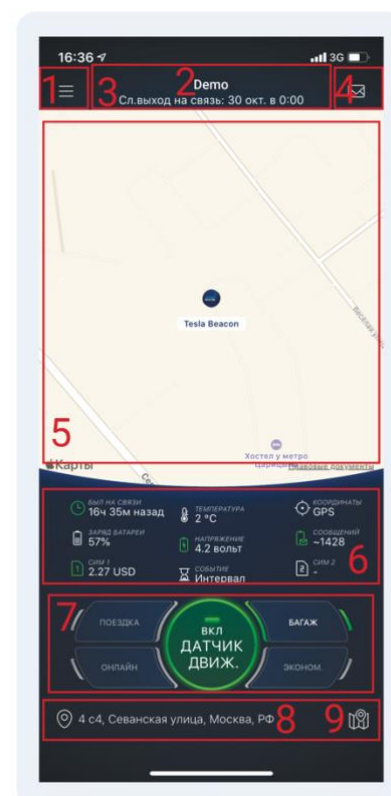 16:36 3G
1 2 3 4
Demo
Сл.выход на связь: 30 окт. в 0:00
Веселая
Tesla Beacon
5
Хостел у метро
Царицыно
Карты Правовые документы
БЫЛ НА СВЯЗИ ТЕМПЕРАТУРА КООРДИНАТЫ
16ч 35м назад 2 °C GPS
ЗАРЯД БАТАРЕИ НАПРЯЖЕНИЕ СООБЩЕНИЙ
57% 4.2 вольт ~1428
СИМ 1 СОБЫТИЕ СИМ 2
2.27 USD Интервал -
6
7
ПОЕЗДКА БАГАЖ
ВКЛ
ДАТЧИК
ДВИЖ.
ОНЛАЙН ЭКОНОМ.
4 с4, Севанская улица, Москва, РФ
8 9